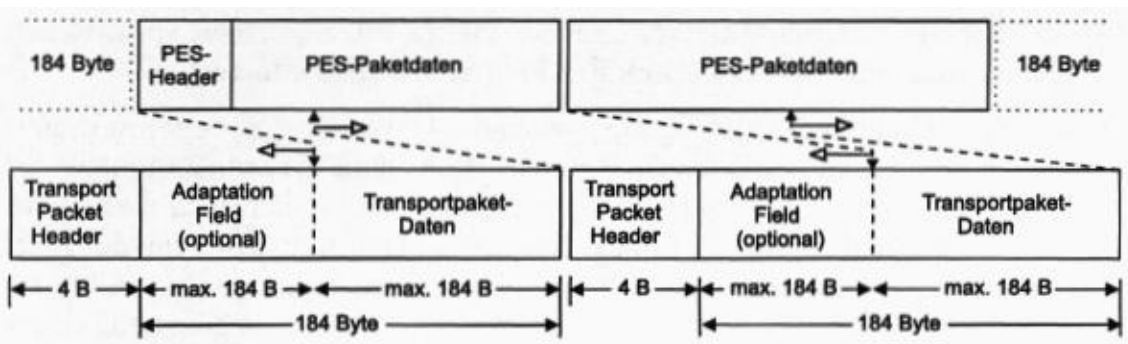 184 Byte
PES-
Header
PES-Paketdaten
PES-Paketdaten
184 Byte
Transport
Packet
Header
Adaptation
Field
(optional)
Transportpaket-
Daten
Transport
Packet
Header
Adaptation
Field
(optional)
Transportpaket-
Daten
4 B
max. 184 B
max. 184 B
4 B
max. 184 B
max. 184 B
184 Byte
184 Byte